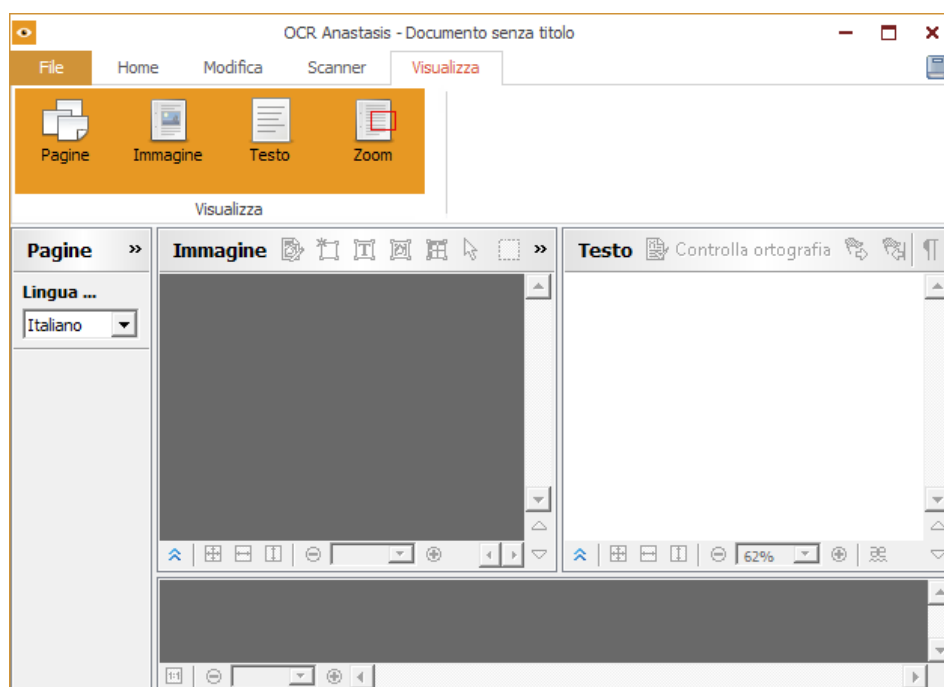 OCR Anastasis - Documento senza titolo
File Home Modifica Scanner Visualizza
Pagine Immagine Testo Zoom
Visualizza
Pagine » Immagine » Testo Controlla ortografia ¶
Lingua ...
Italiano
62% æ
1:1